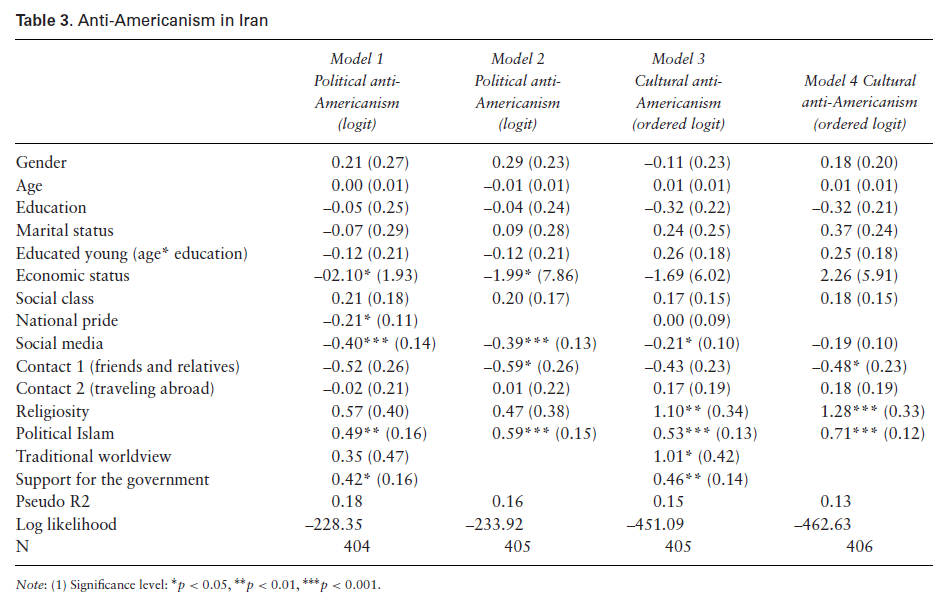 Table 3. Anti-Americanism in Iran
Model 1 Political anti-Americanism (logit) Model 2 Political anti-Americanism (logit) Model 3 Cultural anti-Americanism (ordered logit) Model 4 Cultural anti-Americanism (ordered logit)
Gender 0.21 (0.27) 0.29 (0.23) –0.11 (0.23) 0.18 (0.20)
Age 0.00 (0.01) –0.01 (0.01) 0.01 (0.01) 0.01 (0.01)
Education –0.05 (0.25) –0.04 (0.24) –0.32 (0.22) –0.32 (0.21)
Marital status –0.07 (0.29) 0.09 (0.28) 0.24 (0.25) 0.37 (0.24)
Educated young (age* education) –0.12 (0.21) –0.12 (0.21) 0.26 (0.18) 0.25 (0.18)
Economic status –02.10* (1.93) –1.99* (7.86) –1.69 (6.02) 2.26 (5.91)
Social class 0.21 (0.18) 0.20 (0.17) 0.17 (0.15) 0.18 (0.15)
National pride –0.21* (0.11) 0.00 (0.09)
Social media –0.40*** (0.14) –0.39*** (0.13) –0.21* (0.10) –0.19 (0.10)
Contact 1 (friends and relatives) –0.52 (0.26) –0.59* (0.26) –0.43 (0.23) –0.48* (0.23)
Contact 2 (traveling abroad) –0.02 (0.21) 0.01 (0.22) 0.17 (0.19) 0.18 (0.19)
Religiosity 0.57 (0.40) 0.47 (0.38) 1.10** (0.34) 1.28*** (0.33)
Political Islam 0.49** (0.16) 0.59*** (0.15) 0.53*** (0.13) 0.71*** (0.12)
Traditional worldview 0.35 (0.47) 1.01* (0.42)
Support for the government 0.42* (0.16) 0.46** (0.14)
Pseudo R2 0.18 0.16 0.15 0.13
Log likelihood –228.35 –233.92 –451.09 –462.63
N 404 405 405 406
Note: (1) Significance level: *p < 0.05, **p < 0.01, ***p < 0.001.